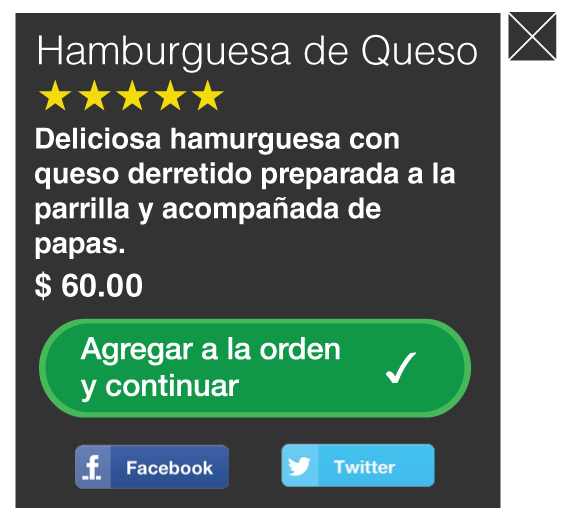 Hamburguesa de Queso
Deliciosa hamurguesa con
queso derretido preparada a la
parrilla y acompañada de
papas.
$ 60.00
Agregar a la orden
y continuar
Facebook
Twitter